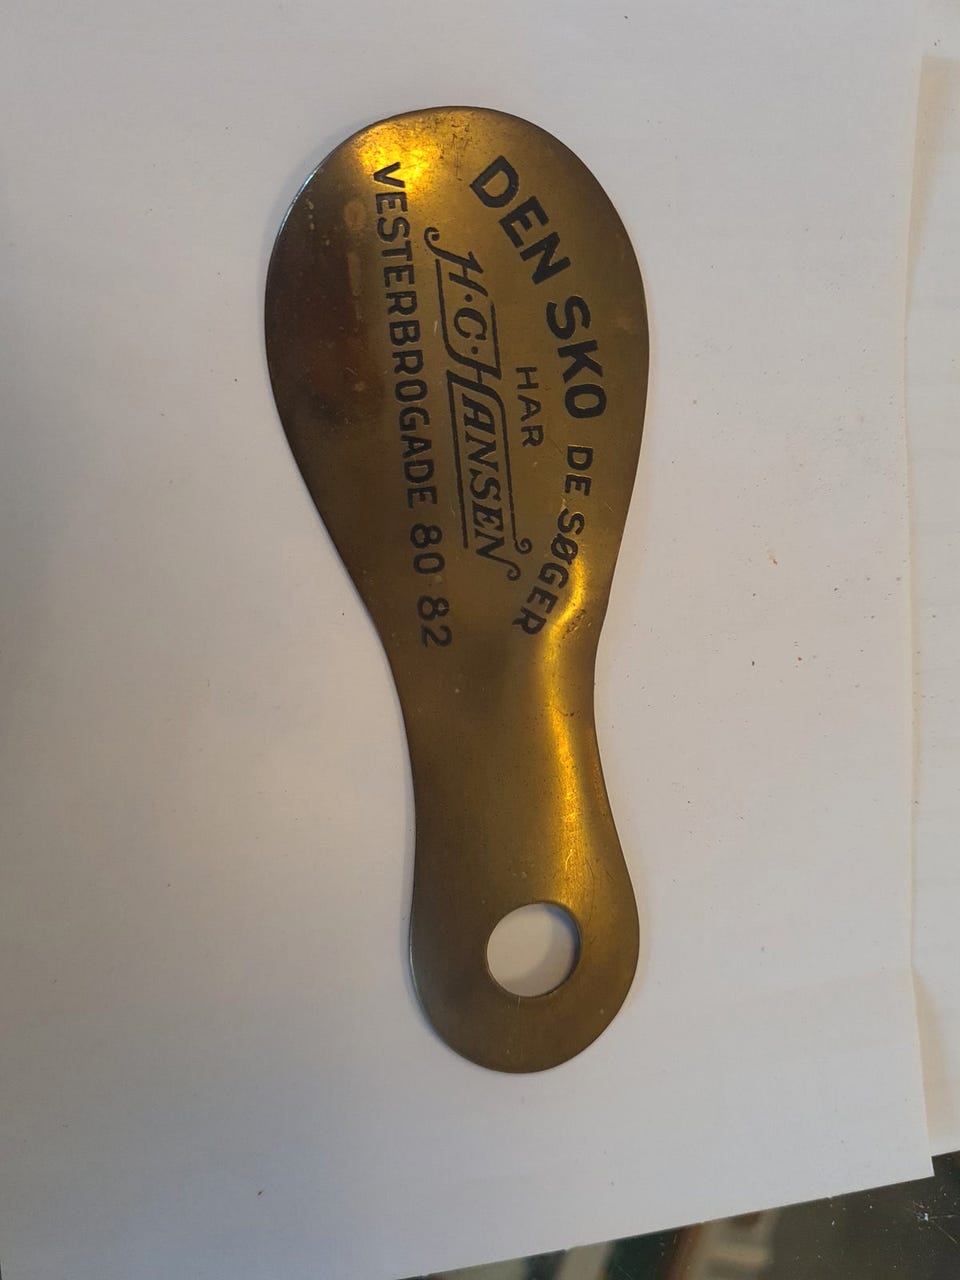 DEN SKO DE SØGER
HAR
H·C·HANSEN
VESTERBROGADE 80-82